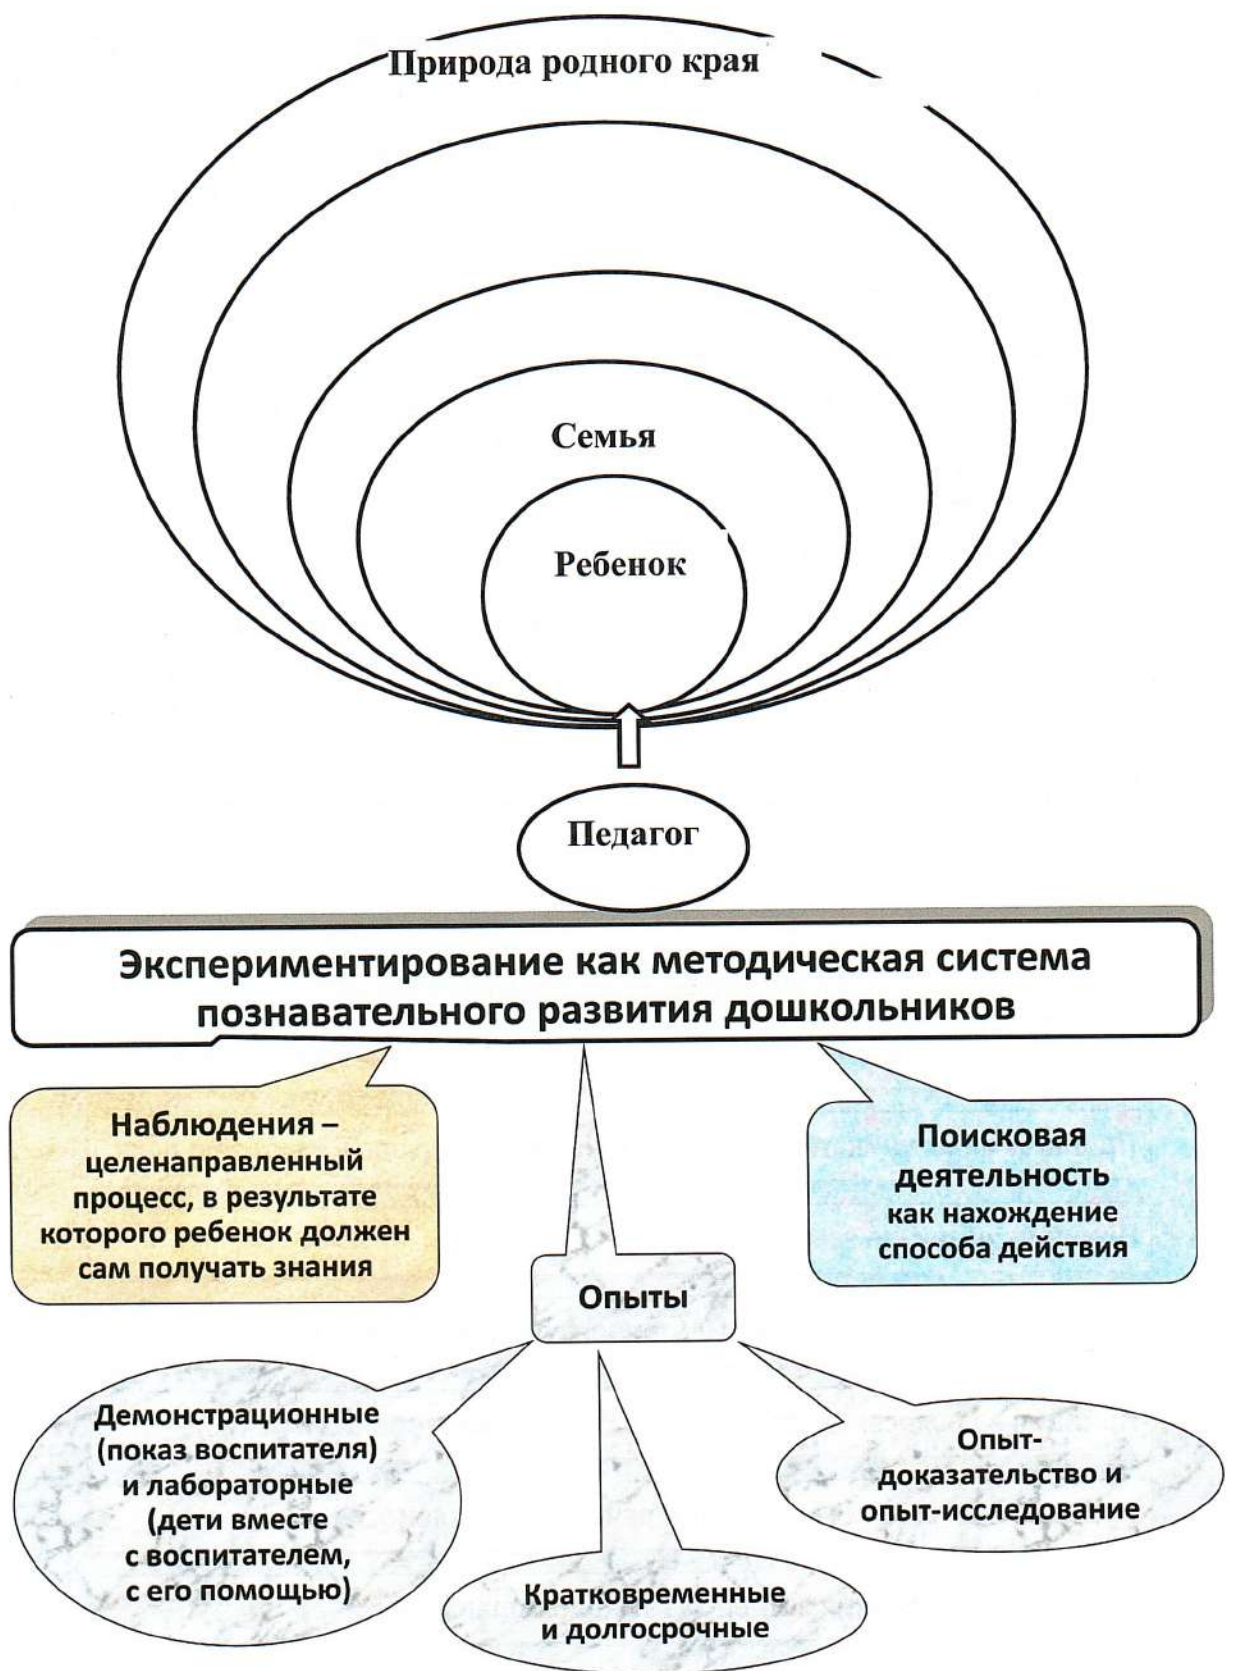 Природа родного края
Семья
Ребенок
Педагог
Экспериментирование как методическая система
познавательного развития дошкольников
Наблюдения –
целенаправленный
процесс, в результате
которого ребенок должен
сам получать знания
Поисковая
деятельность
как нахождение
способа действия
Опыты
Демонстрационные
(показ воспитателя)
и лабораторные
(дети вместе
с воспитателем,
с его помощью)
Опыт-
доказательство и
опыт-исследование
Кратковременные
и долгосрочные